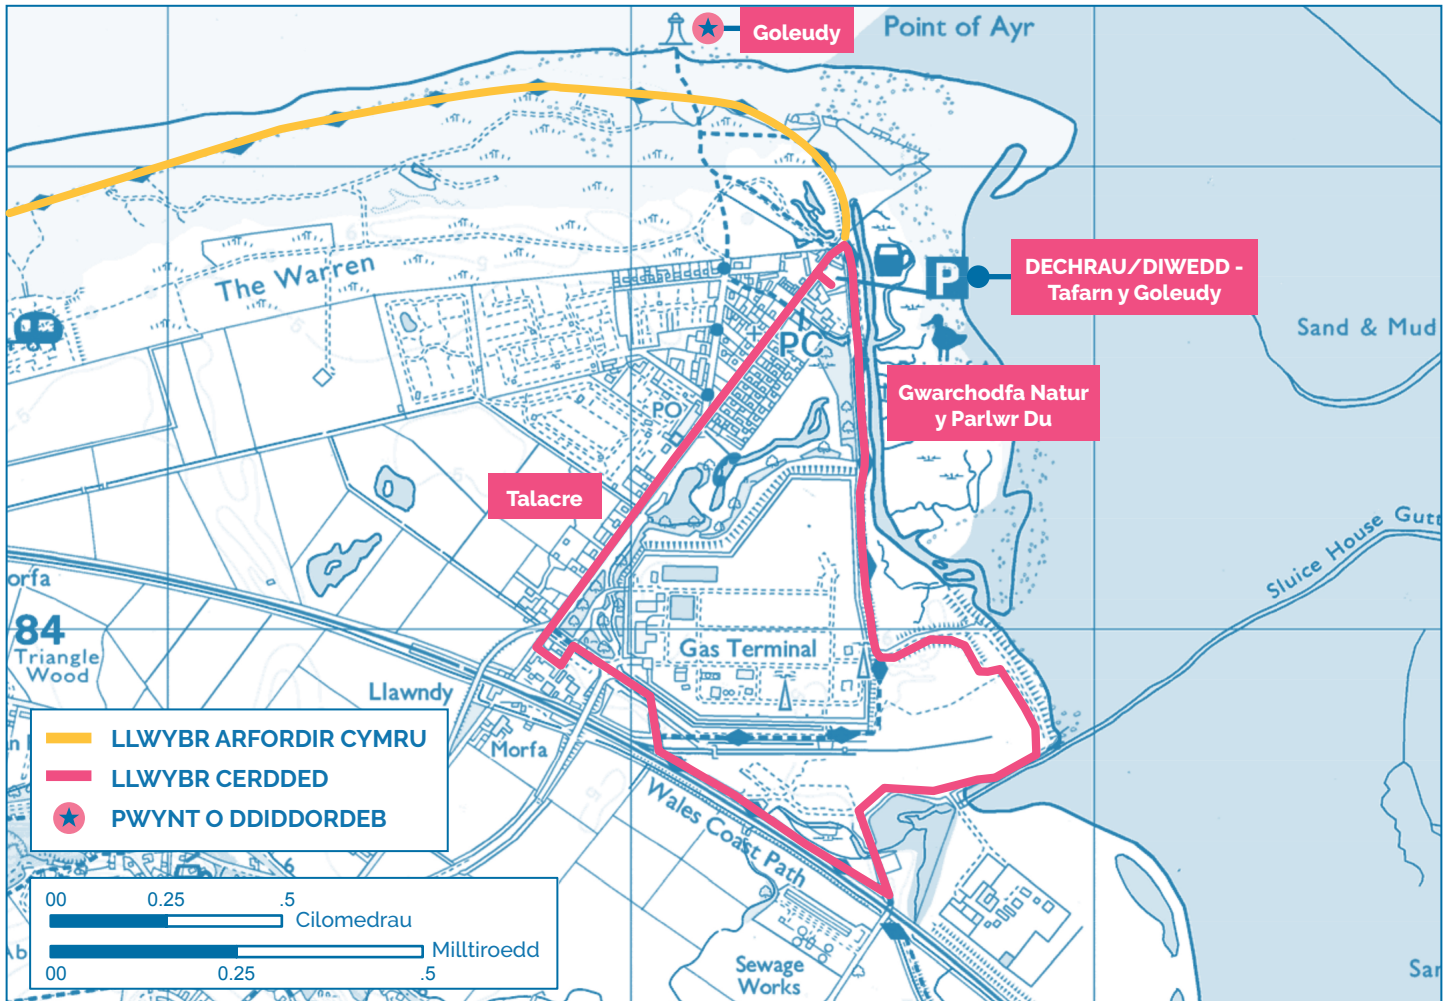 Goleudy
Point of Ayr
The Warren
P
DECHRAU/DIWEDD -
Tafarn y Goleudy
Sand & Mud
PC
Gwarchodfa Natur
y Parlwr Du
PO
Talacre
Sluice House Gutt
orfa
84
Triangle
Wood
Gas Terminal
Llawndy
LLWYBR ARFORDIR CYMRU
LLWYBR CERDDED
PWYNT O DDIDDORDEB
Morfa
Wales Coast Path
00 0.25 .5
Cilomedrau
Milltiroedd
00 0.25 .5
Sewage
Works